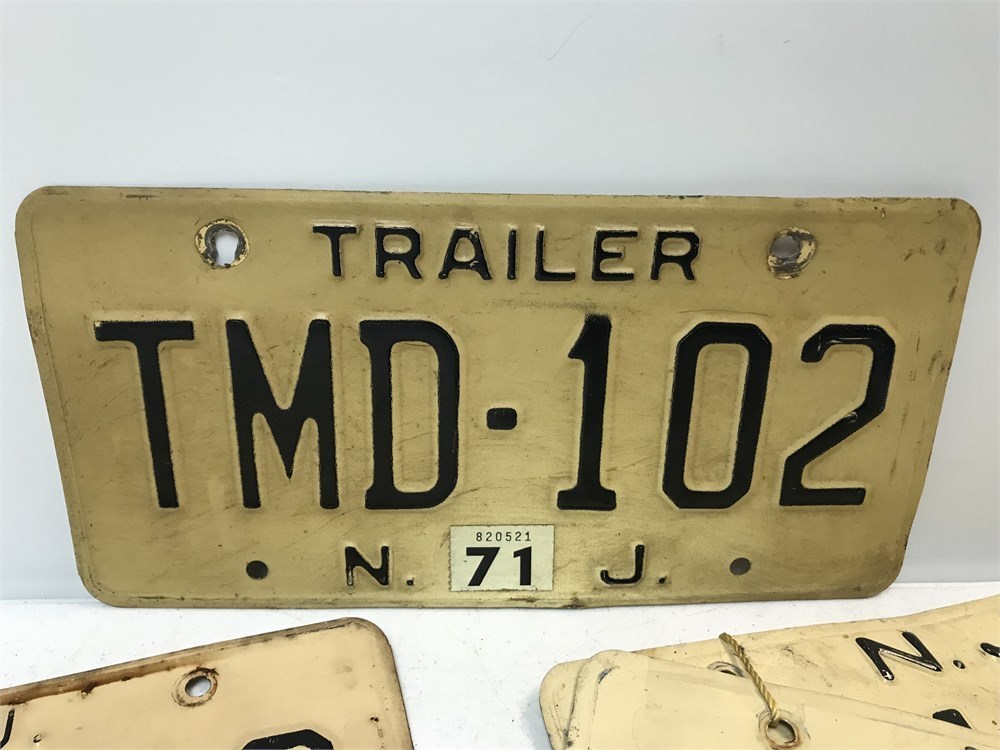 TRAILER
TMD·102
820521
N. 71 J.
J.
N.